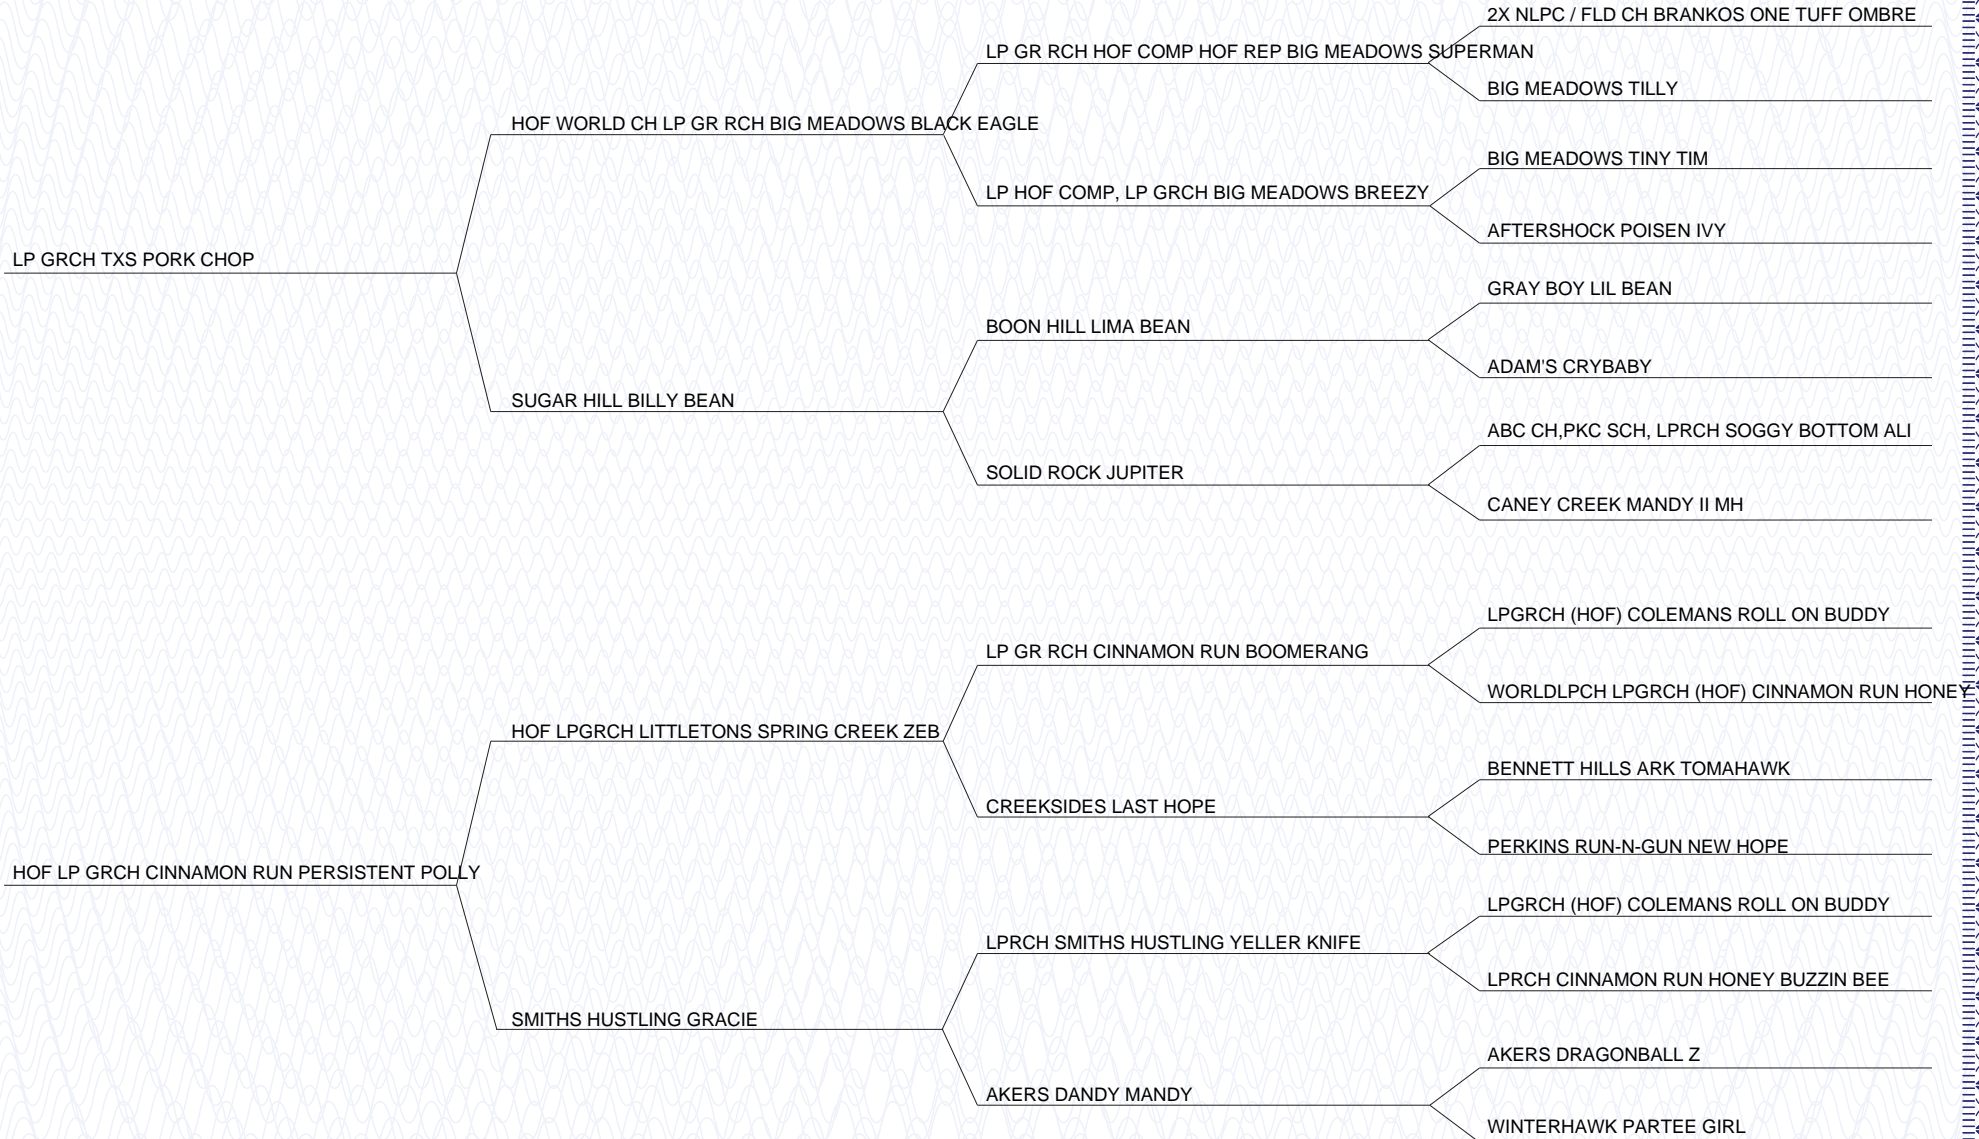 2X NLPC / FLD CH BRANKOS ONE TUFF OMBRE
LP GR RCH HOF COMP HOF REP BIG MEADOWS SUPERMAN
BIG MEADOWS TILLY
HOF WORLD CH LP GR RCH BIG MEADOWS BLACK EAGLE
BIG MEADOWS TINY TIM
LP HOF COMP, LP GRCH BIG MEADOWS BREEZY
AFTERSHOCK POISEN IVY
LP GRCH TXS PORK CHOP
GRAY BOY LIL BEAN
BOON HILL LIMA BEAN
ADAM'S CRYBABY
SUGAR HILL BILLY BEAN
ABC CH,PKC SCH, LPRCH SOGGY BOTTOM ALI
SOLID ROCK JUPITER
CANEY CREEK MANDY II MH
LPGRCH (HOF) COLEMANS ROLL ON BUDDY
LP GR RCH CINNAMON RUN BOOMERANG
WORLDLPCH LPGRCH (HOF) CINNAMON RUN HONEY
HOF LPGRCH LITTLETONS SPRING CREEK ZEB
BENNETT HILLS ARK TOMAHAWK
CREEKSIDES LAST HOPE
PERKINS RUN-N-GUN NEW HOPE
HOF LP GRCH CINNAMON RUN PERSISTENT POLLY
LPGRCH (HOF) COLEMANS ROLL ON BUDDY
LPRCH SMITHS HUSTLING YELLER KNIFE
LPRCH CINNAMON RUN HONEY BUZZIN BEE
SMITHS HUSTLING GRACIE
AKERS DRAGONBALL Z
AKERS DANDY MANDY
WINTERHAWK PARTEE GIRL